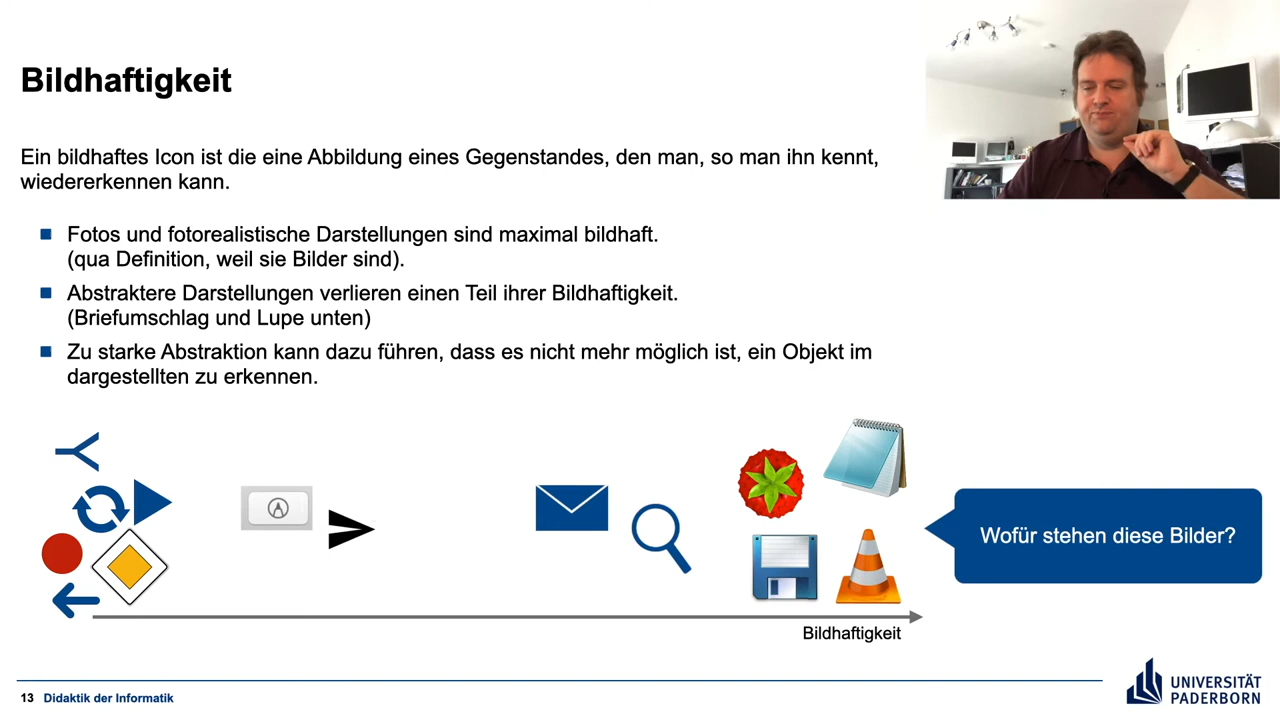 Bildhaftigkeit
Ein bildhaftes Icon ist die eine Abbildung eines Gegenstandes, den man, so man ihn kennt,
wiedererkennen kann.
Fotos und fotorealistische Darstellungen sind maximal bildhaft.
(qua Definition, weil sie Bilder sind).
Abstraktere Darstellungen verlieren einen Teil ihrer Bildhaftigkeit.
(Briefumschlag und Lupe unten)
Zu starke Abstraktion kann dazu führen, dass es nicht mehr möglich ist, ein Objekt im
dargestellten zu erkennen.
Wofür stehen diese Bilder?
Bildhaftigkeit
13 Didaktik der Informatik
UNIVERSITÄT
PADERBORN